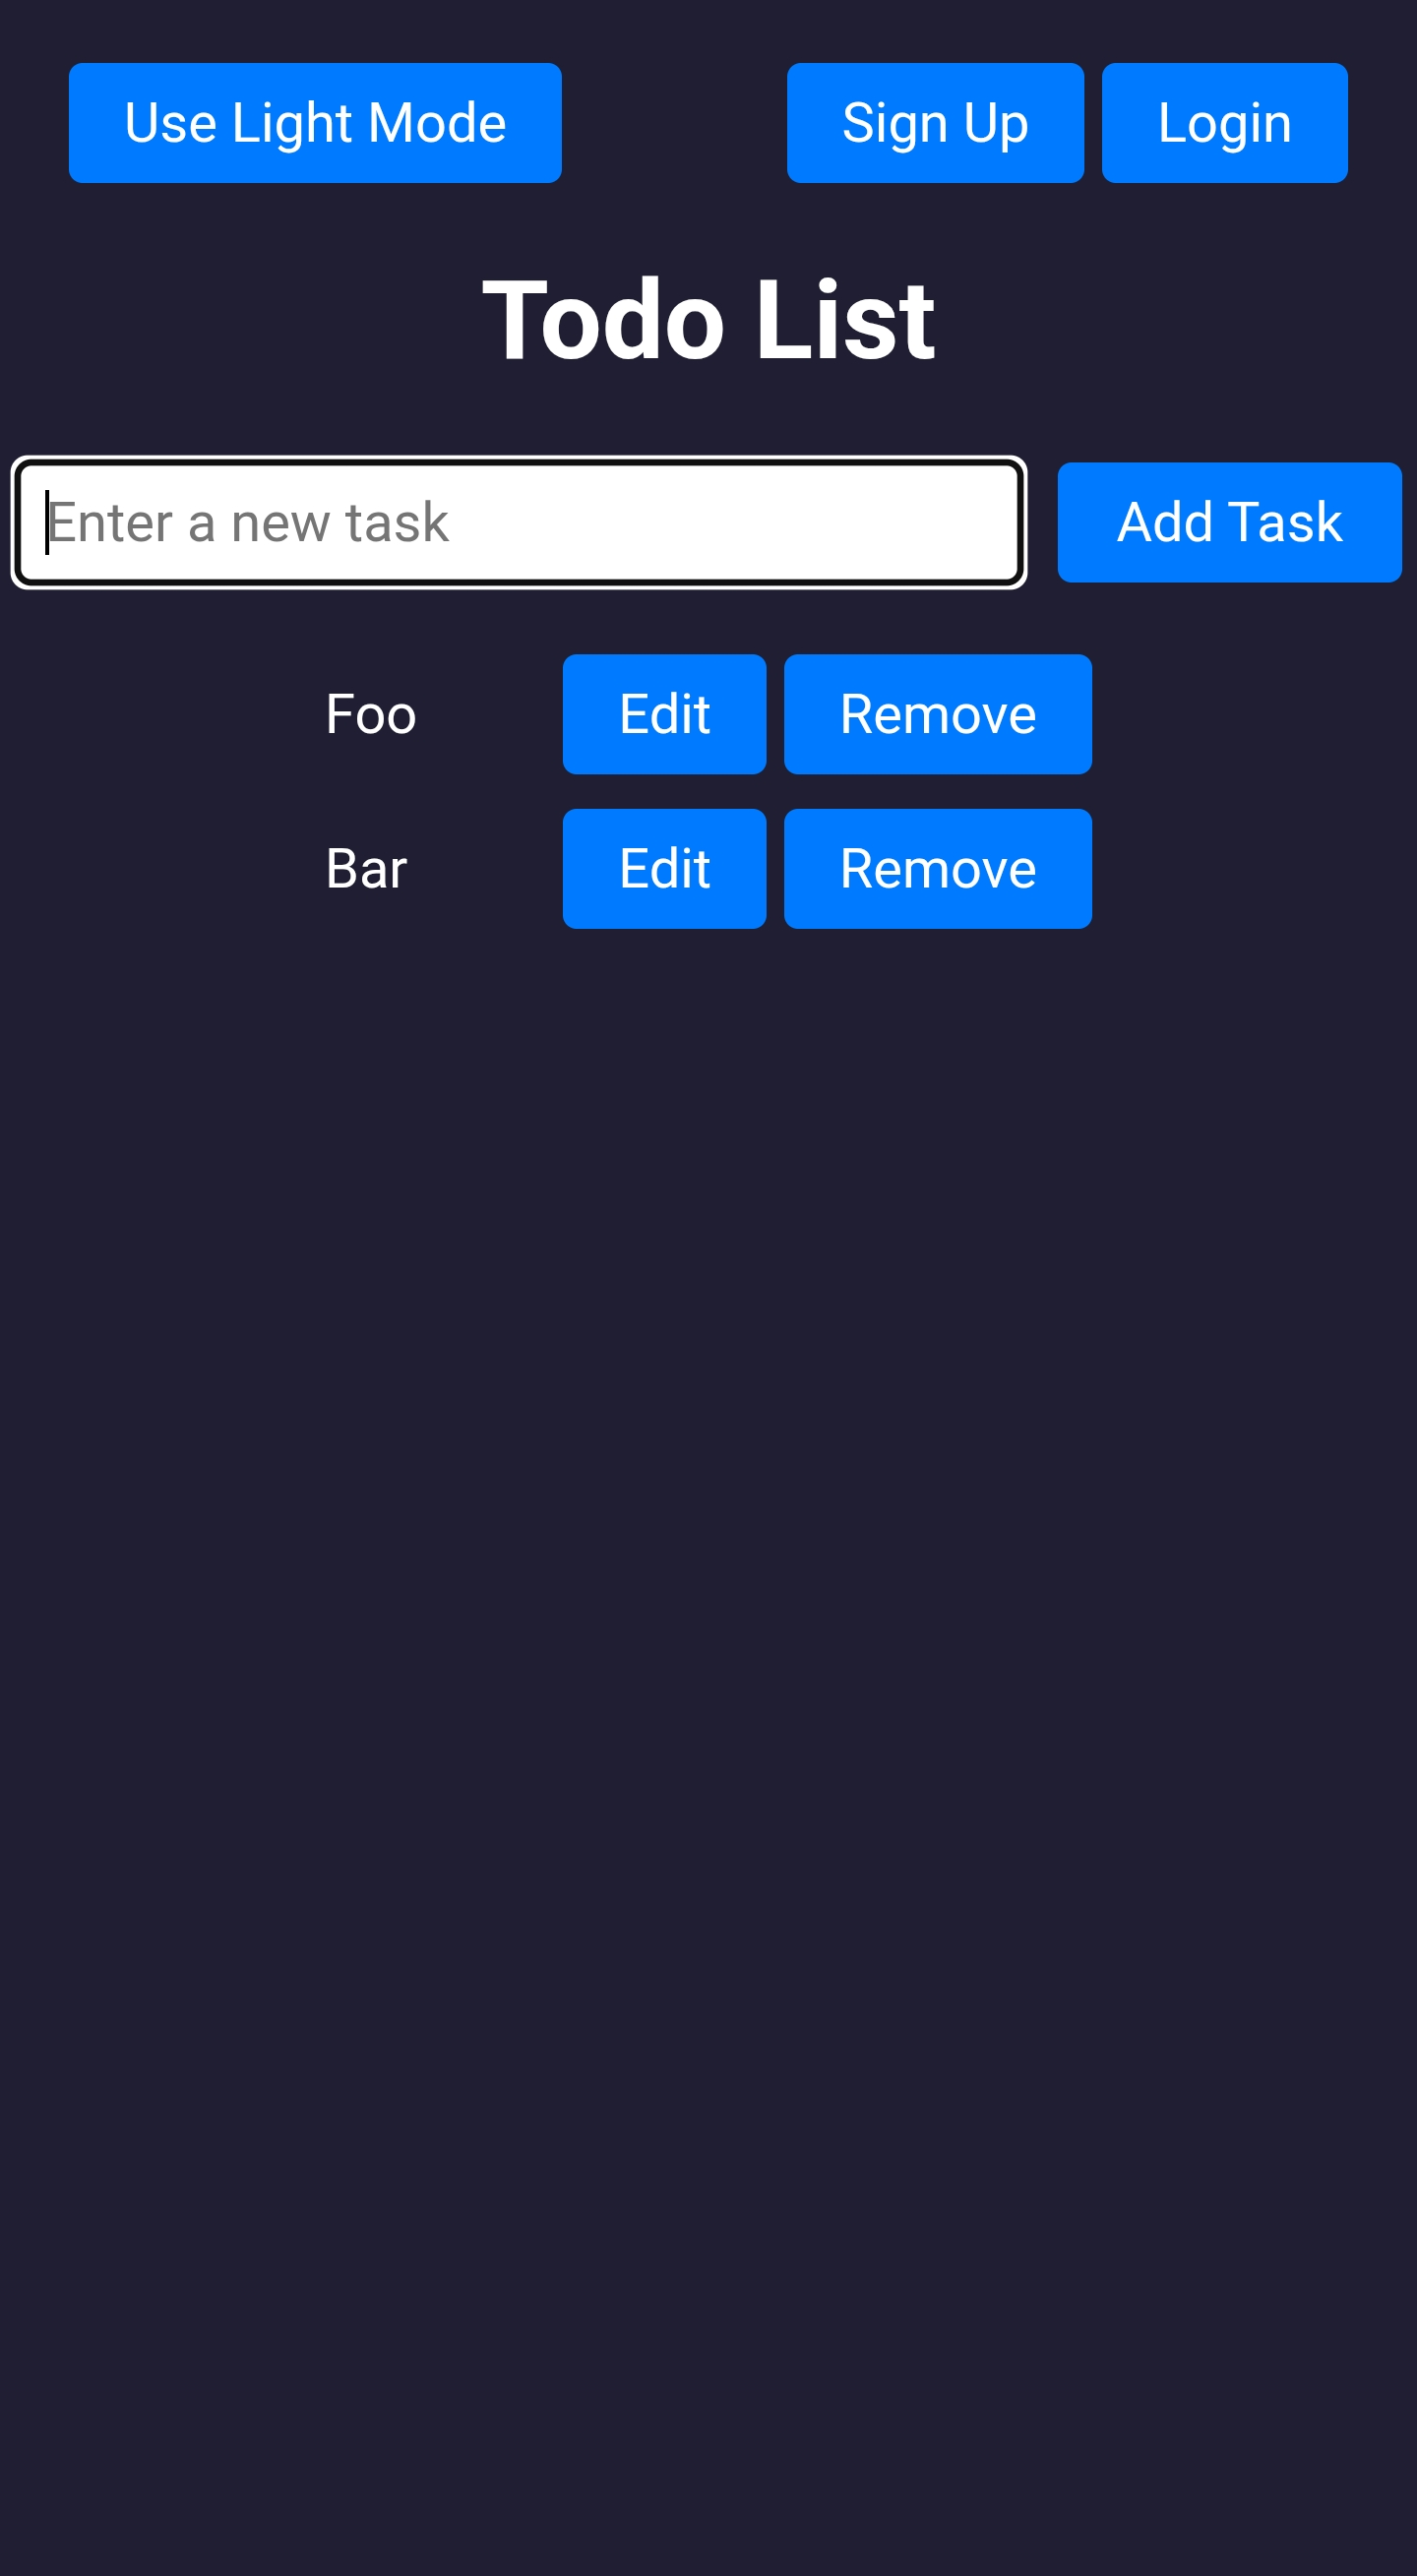 Use Light Mode Sign Up Login
Todo List
Enter a new task Add Task
Foo Edit Remove
Bar Edit Remove